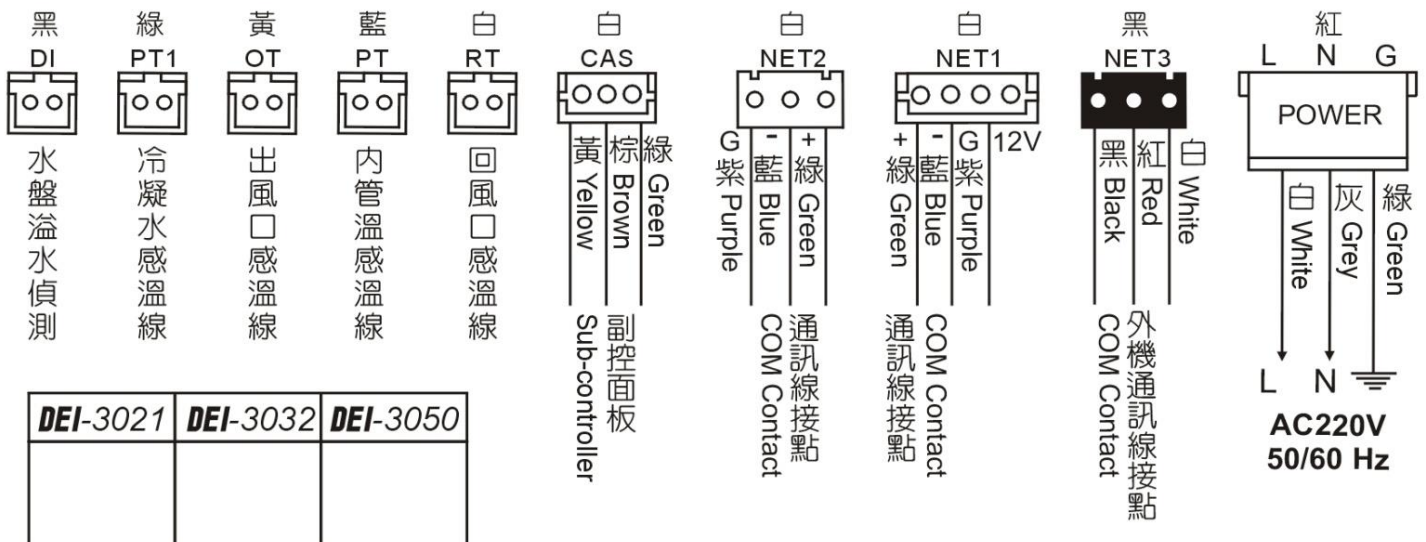 黑 綠 黃 藍 白 白 白 白 黑 紅
DI PT1 OT PT RT CAS NET2 NET1 NET3 L N G
POWER
水盤溢水偵測
冷凝水感溫線
出風口感溫線
內管溫感溫線
回風口感溫線
黃 Yellow
棕 Brown
綠 Green
副控面板
Sub-controller
G 紫 Purple
- 藍 Blue
+ 綠 Green
通訊線接點
COM Contact
+ 綠 Green
- 藍 Blue
G 紫 Purple
12V
COM Contact
通訊線接點
黑 Black
紅 Red
白 White
外機通訊線接點
COM Contact
白 White
灰 Grey
綠 Green
L N
AC220V
50/60 Hz
DEI-3021 DEI-3032 DEI-3050